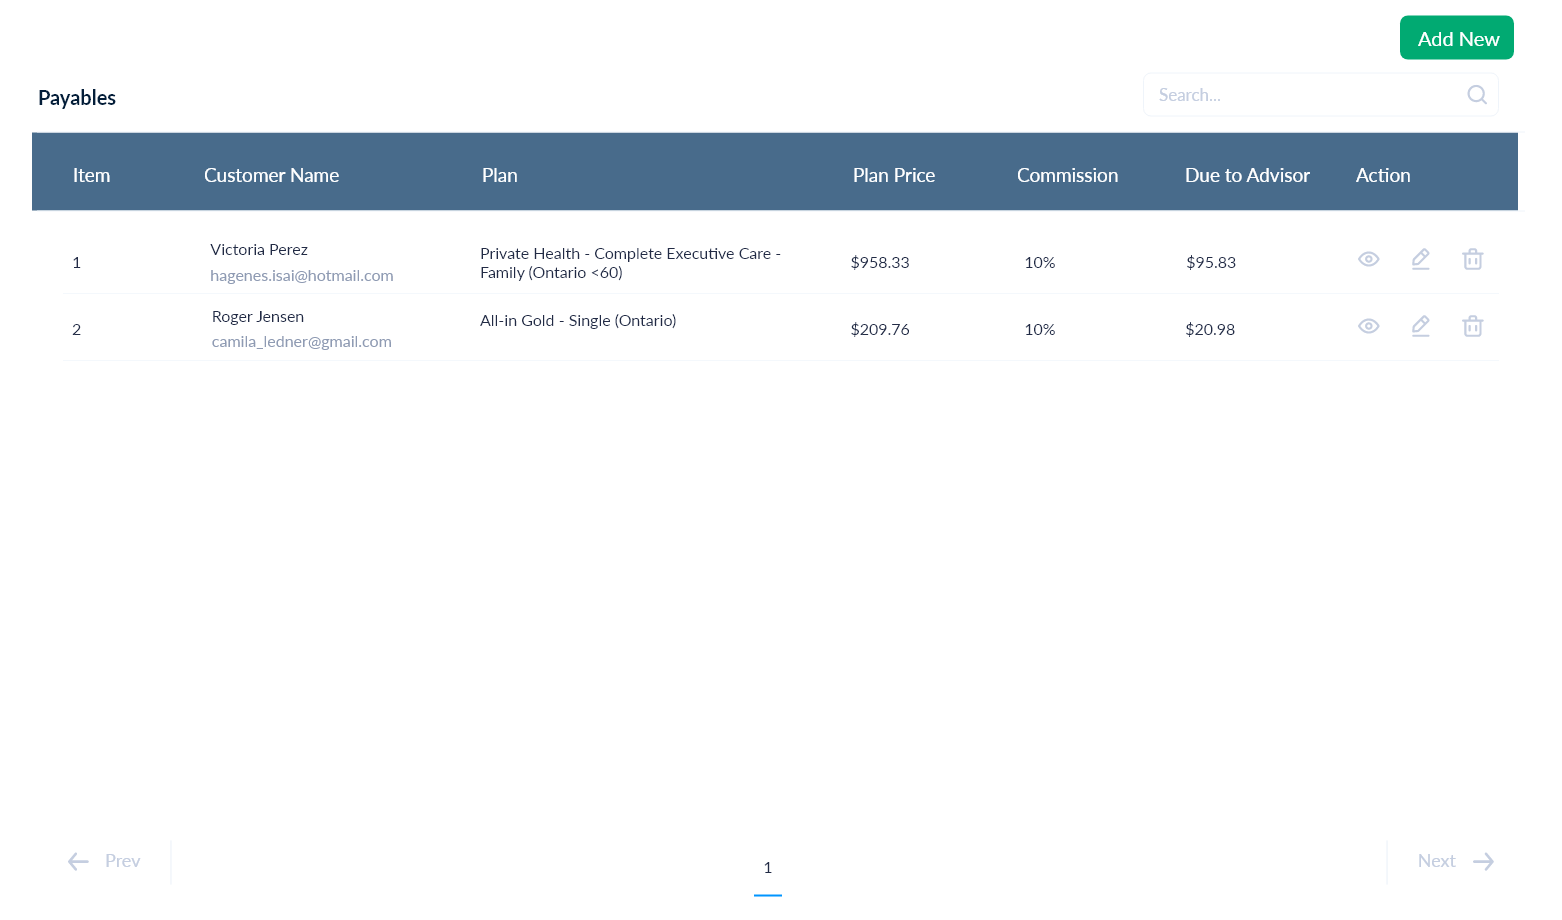 Add New
Payables
Search...
Item Customer Name Plan Plan Price Commission Due to Advisor Action
1 Victoria Perez Private Health - Complete Executive Care - $958.33 10% $95.83
hagenes.isai@hotmail.com Family (Ontario <60)
2 Roger Jensen All-in Gold - Single (Ontario) $209.76 10% $20.98
camila_ledner@gmail.com
Prev 1 Next